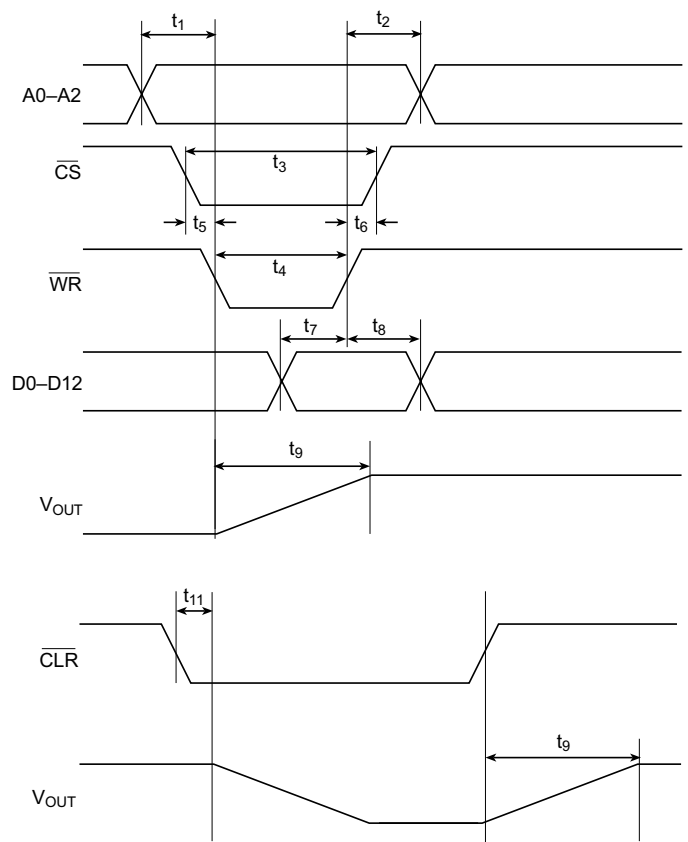 t1
t2
A0–A2
t3
CS
t5
t6
t4
WR
t7
t8
D0–D12
t9
VOUT
t11
CLR
t9
VOUT